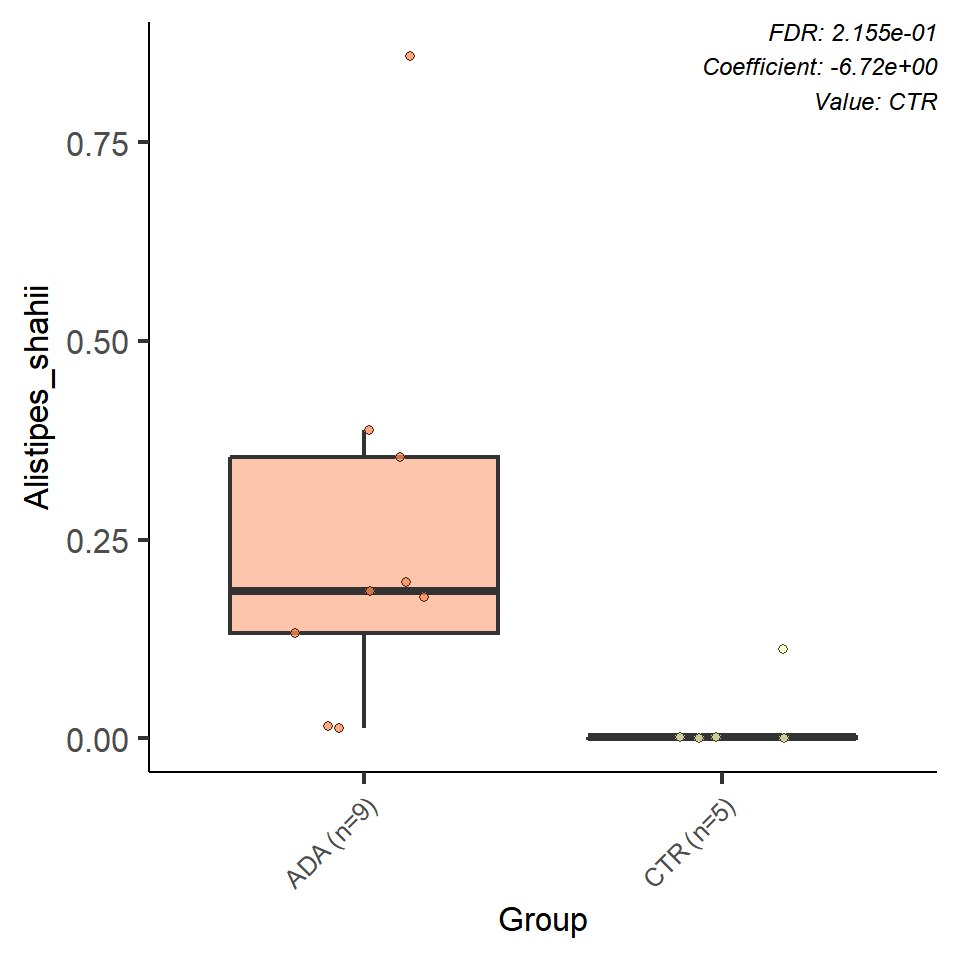 FDR: 2.155e-01
Coefficient: -6.72e+00
Value: CTR
Alistipes_shahii
0.75
0.50
0.25
0.00
ADA (n=9)
CTR (n=5)
Group